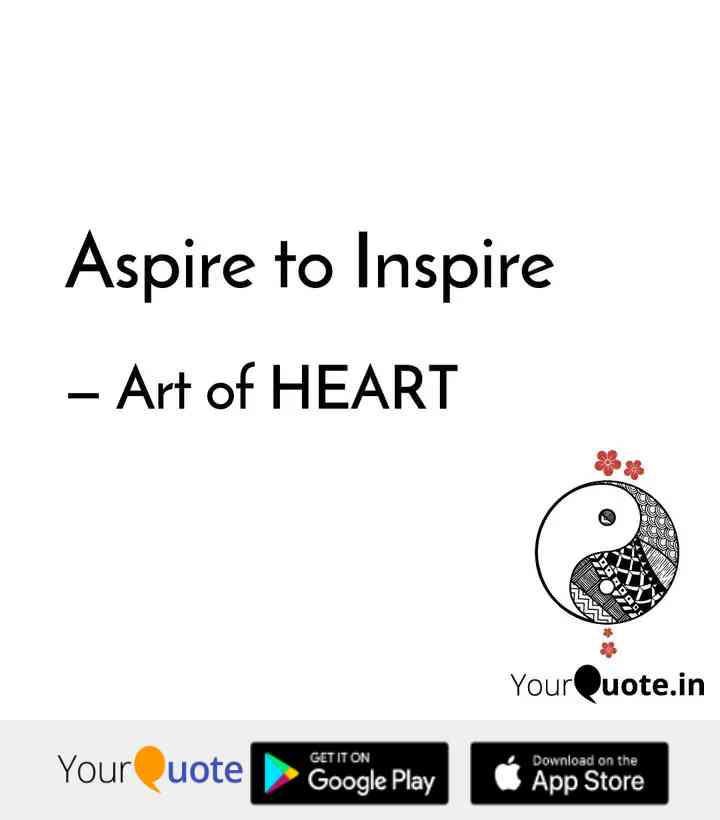 Aspire to Inspire
– Art of HEART
YourQuote.in
YourQuote
GET IT ON
Google Play
Download on the
App Store